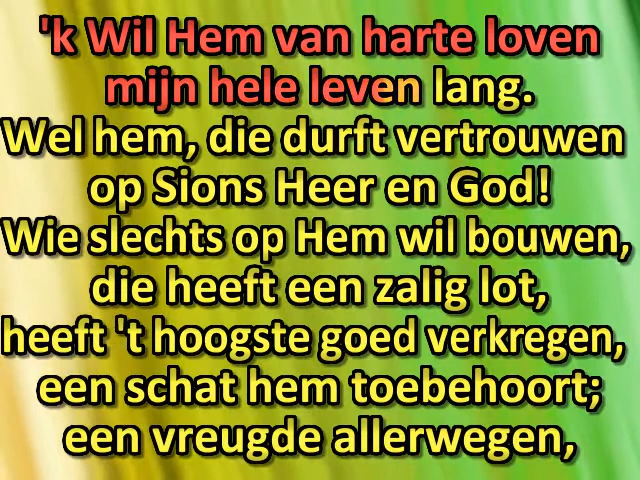 'k Wil Hem van harte loven
mijn hele leven lang.
Wel hem, die durft vertrouwen
op Sions Heer en God!
Wie slechts op Hem wil bouwen,
die heeft een zalig lot,
heeft 't hoogste goed verkregen,
een schat hem toebehoort;
een vreugde allerwegen,